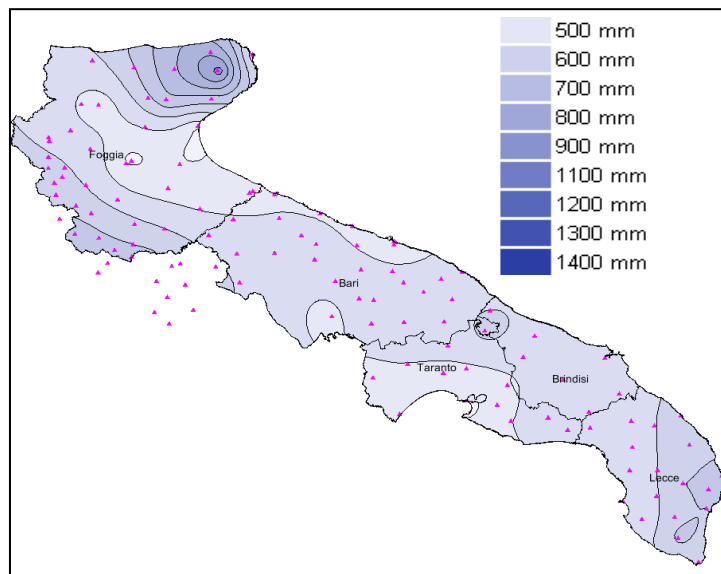 500 mm
600 mm
700 mm
800 mm
900 mm
1100 mm
1200 mm
1300 mm
1400 mm
Foggia
Bari
Taranto
Brindisi
Lecce